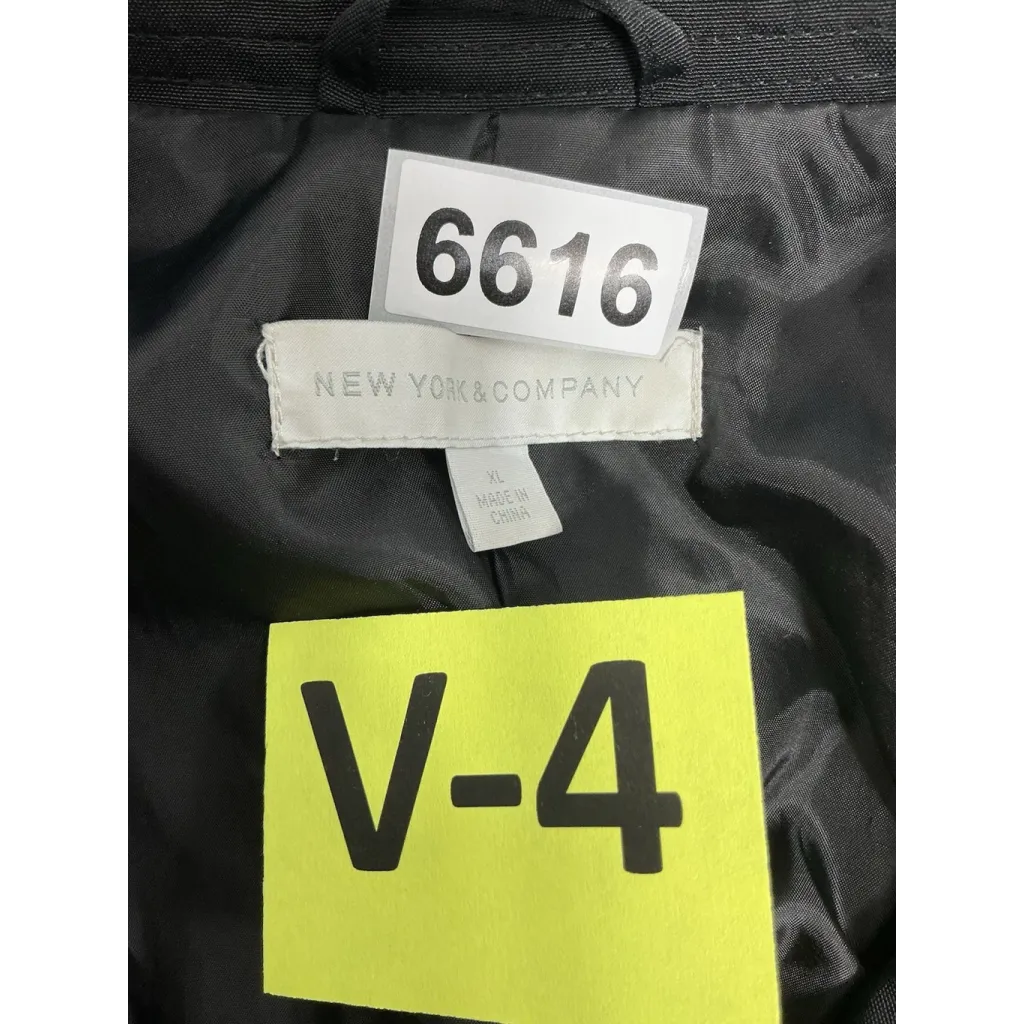 6616
NEW YORK & COMPANY
XL
MADE IN
CHINA
V-4